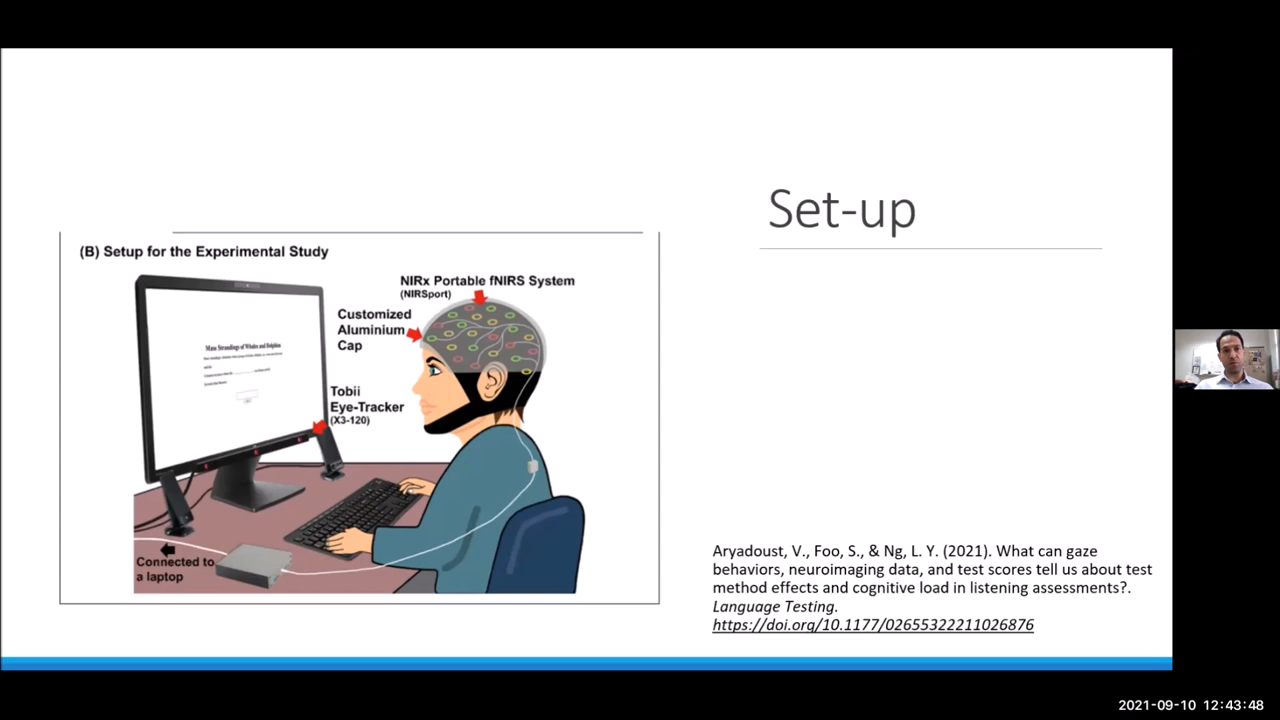 Set-up
(B) Setup for the Experimental Study
NIRx Portable fNIRS System
(NIRSport)
Customized
Aluminium
Cap
Tobii
Eye-Tracker
(X3-120)
Mass Strandings of Whales and Dolphins
Connected to
a laptop
Aryadoust, V., Foo, S., & Ng, L. Y. (2021). What can gaze
behaviors, neuroimaging data, and test scores tell us about test
method effects and cognitive load in listening assessments?.
Language Testing.
https://doi.org/10.1177/02655322211026876
2021-09-10 12:43:48